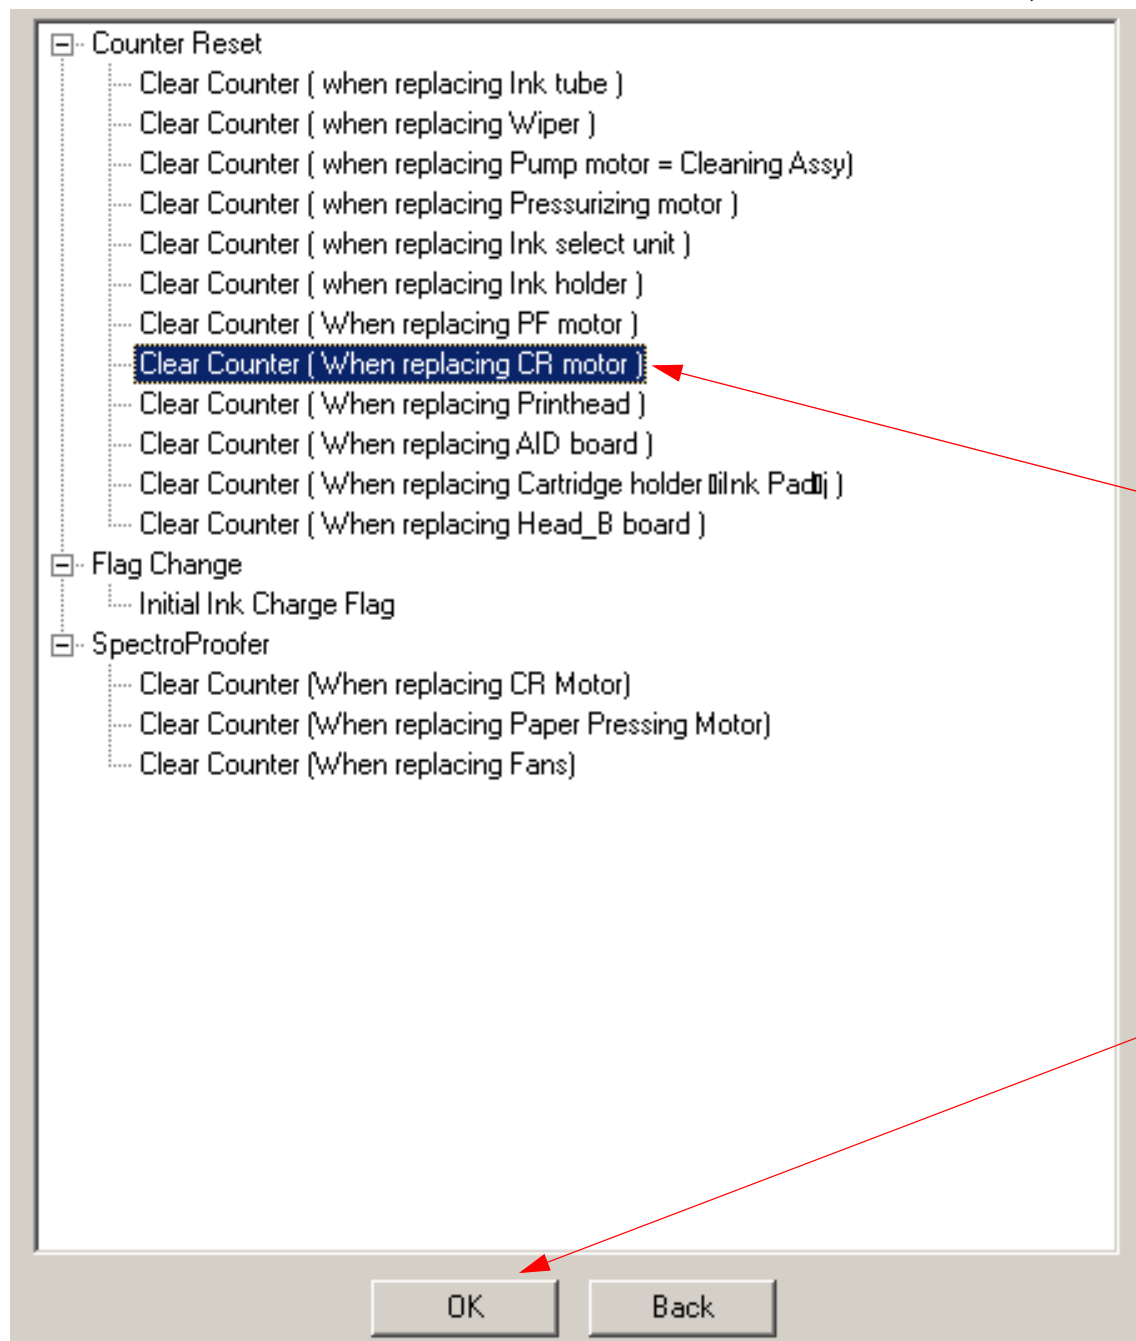 Counter Reset
Clear Counter ( when replacing Ink tube )
Clear Counter ( when replacing Wiper )
Clear Counter ( when replacing Pump motor = Cleaning Assy)
Clear Counter ( when replacing Pressurizing motor )
Clear Counter ( when replacing Ink select unit )
Clear Counter ( when replacing Ink holder )
Clear Counter ( When replacing PF motor )
Clear Counter ( When replacing CR motor )
Clear Counter ( When replacing Printhead )
Clear Counter ( When replacing AID board )
Clear Counter ( When replacing Cartridge holder iInk Padj )
Clear Counter ( When replacing Head_B board )
Flag Change
Initial Ink Charge Flag
SpectroProofer
Clear Counter (When replacing CR Motor)
Clear Counter (When replacing Paper Pressing Motor)
Clear Counter (When replacing Fans)
OK Back